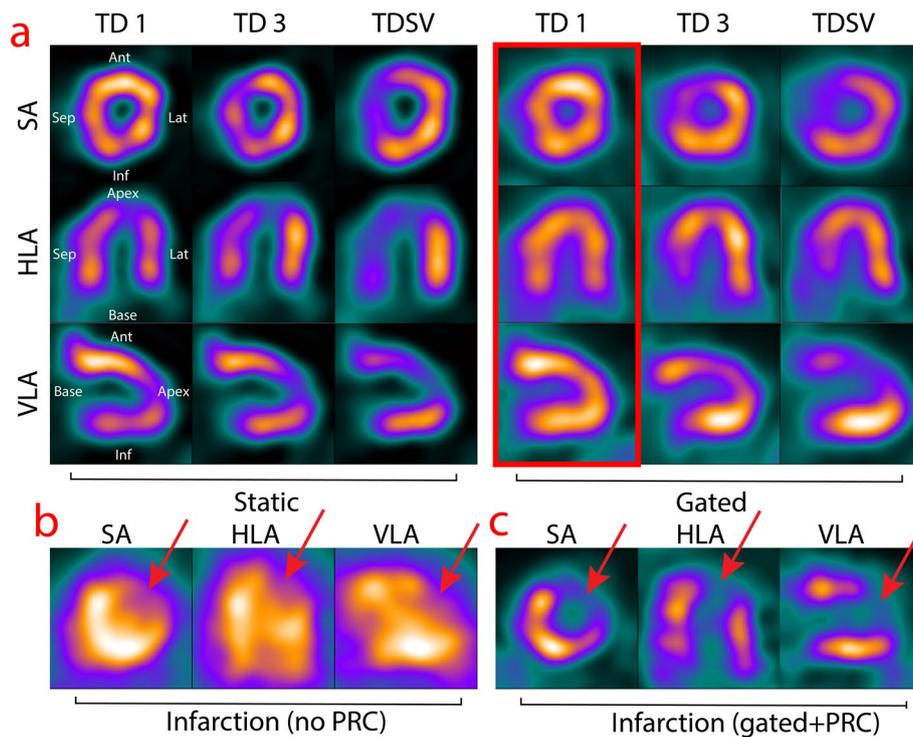 a
TD 1 TD 3 TDSV TD 1 TD 3 TDSV
SA
Ant
Sep Lat
Inf
HLA
Apex
Sep Lat
Base
VLA
Ant
Base Apex
Inf
Static Gated
b
SA HLA VLA
c
SA HLA VLA
Infarction (no PRC) Infarction (gated+PRC)